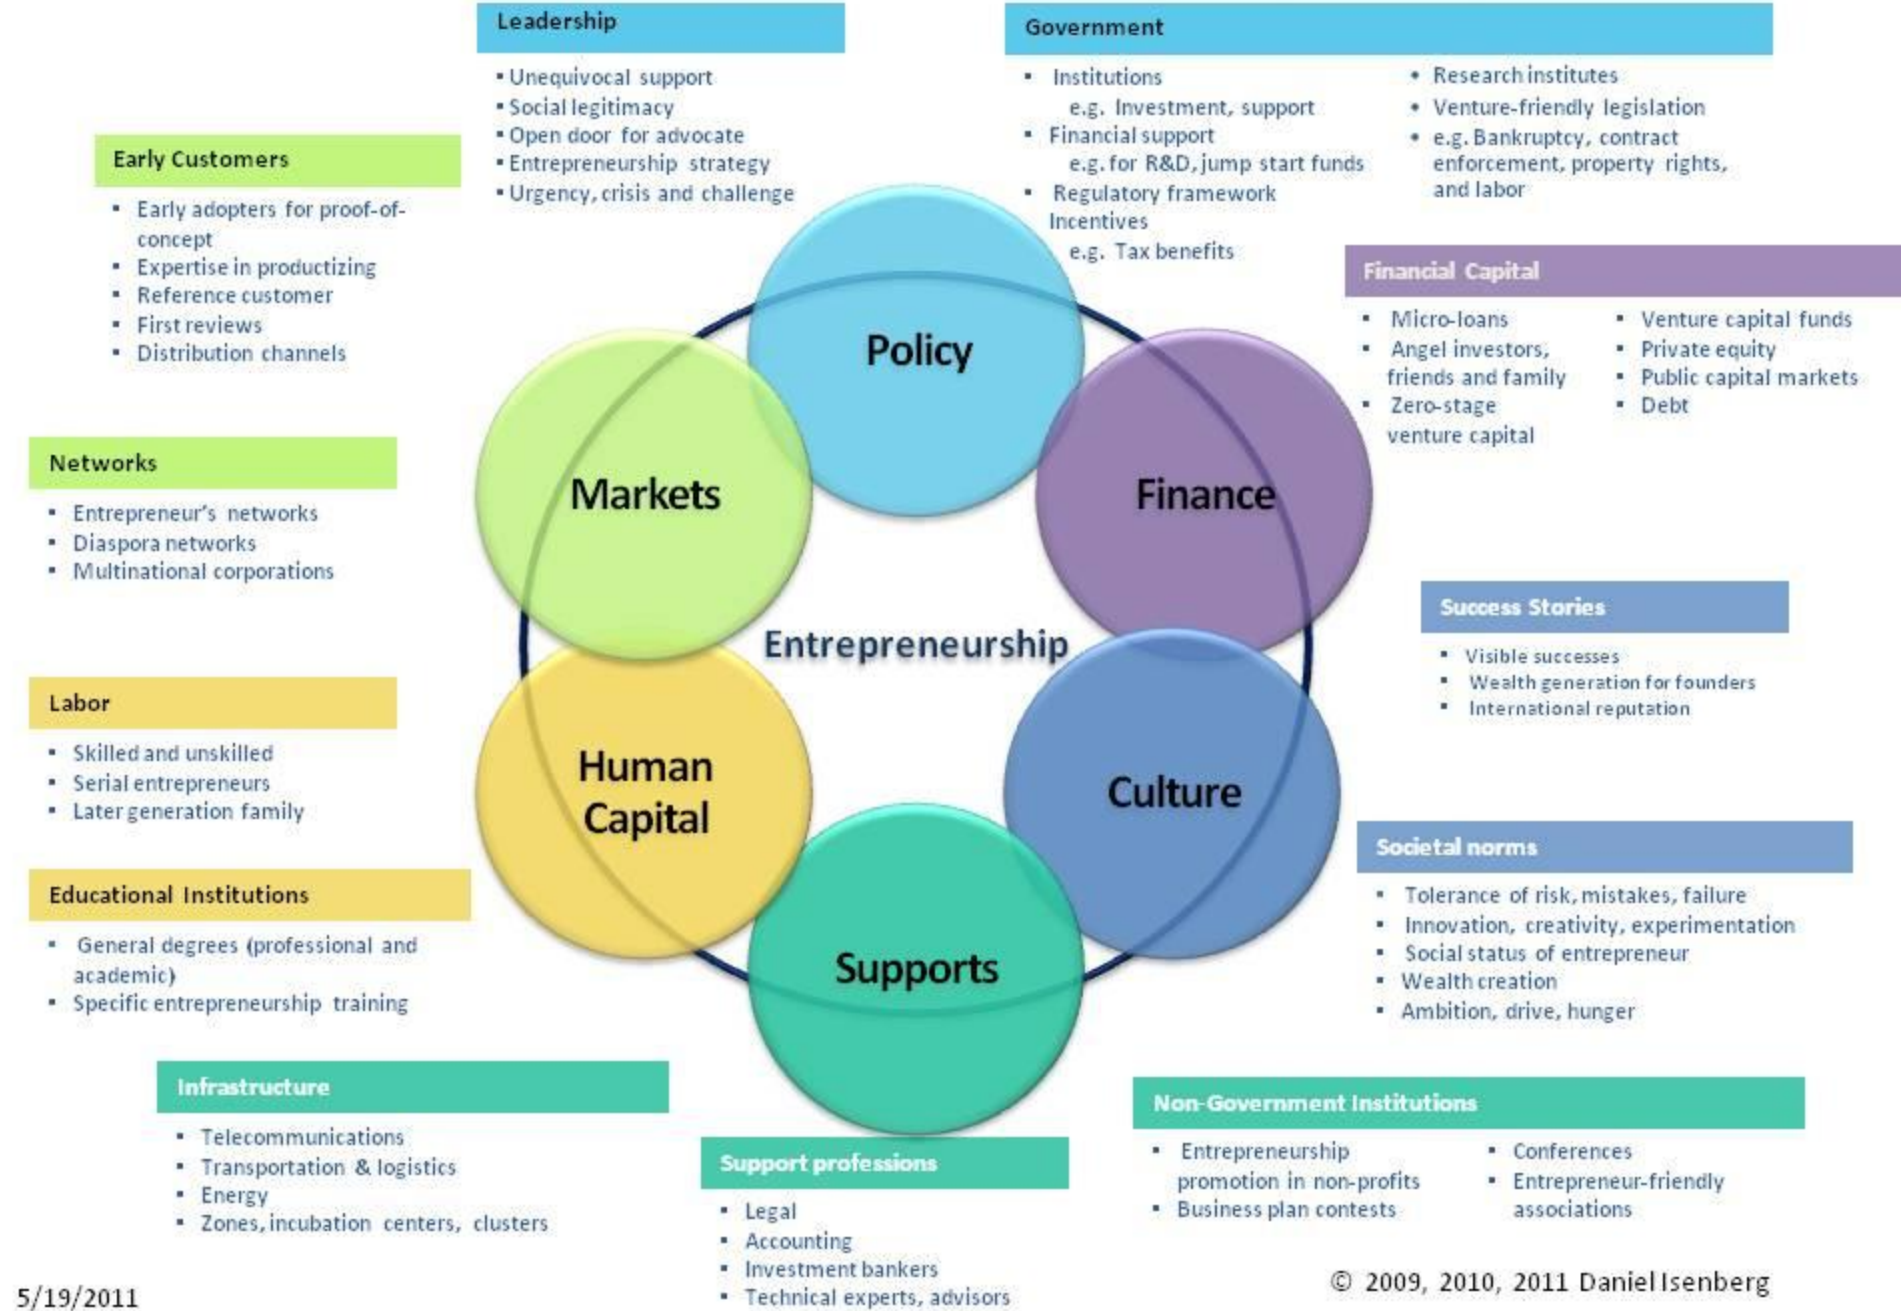 Leadership
▪ Unequivocal support
▪ Social legitimacy
▪ Open door for advocate
▪ Entrepreneurship strategy
▪ Urgency, crisis and challenge
Government
▪ Institutions
e.g. Investment, support
▪ Financial support
e.g. for R&D, jump start funds
▪ Regulatory framework
Incentives
e.g. Tax benefits
• Research institutes
• Venture-friendly legislation
• e.g. Bankruptcy, contract
enforcement, property rights,
and labor
Early Customers
▪ Early adopters for proof-of-
concept
▪ Expertise in productizing
▪ Reference customer
▪ First reviews
▪ Distribution channels
Financial Capital
▪ Micro-loans
▪ Angel investors,
friends and family
▪ Zero-stage
venture capital
▪ Venture capital funds
▪ Private equity
▪ Public capital markets
▪ Debt
Networks
▪ Entrepreneur's networks
▪ Diaspora networks
▪ Multinational corporations
Policy
Markets
Finance
Entrepreneurship
Human
Capital
Culture
Supports
Success Stories
▪ Visible successes
▪ Wealth generation for founders
▪ International reputation
Labor
▪ Skilled and unskilled
▪ Serial entrepreneurs
▪ Later generation family
Societal norms
▪ Tolerance of risk, mistakes, failure
▪ Innovation, creativity, experimentation
▪ Social status of entrepreneur
▪ Wealth creation
▪ Ambition, drive, hunger
Educational Institutions
▪ General degrees (professional and
academic)
▪ Specific entrepreneurship training
Infrastructure
▪ Telecommunications
▪ Transportation & logistics
▪ Energy
▪ Zones, incubation centers, clusters
Support professions
▪ Legal
▪ Accounting
▪ Investment bankers
▪ Technical experts, advisors
Non-Government Institutions
▪ Entrepreneurship
promotion in non-profits
▪ Business plan contests
▪ Conferences
▪ Entrepreneur-friendly
associations
5/19/2011
© 2009, 2010, 2011 Daniel Isenberg